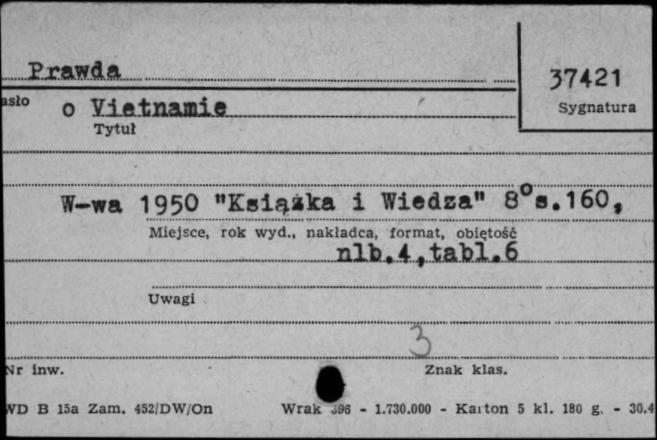 Prawda
37421
asło o Vietnamie
Sygnatura
Tytuł
W-wa 1950 "Książka i Wiedza" 8° s.160,
Miejsce, rok wyd., nakładca, format, objętość
nlb.4,tabl.6
Uwagi
3
Nr inw.
Znak klas.
WD B 15a Zam. 452/DW/On Wrak 396 - 1.730.000 - Karton 5 kl. 180 g. - 30.4